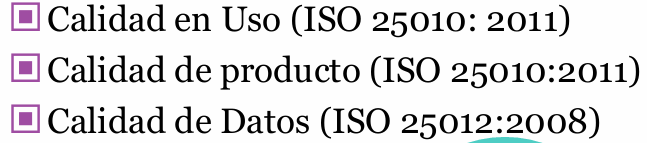 Calidad en Uso (ISO 25010: 2011)
Calidad de producto (ISO 25010:2011)
Calidad de Datos (ISO 25012:2008)